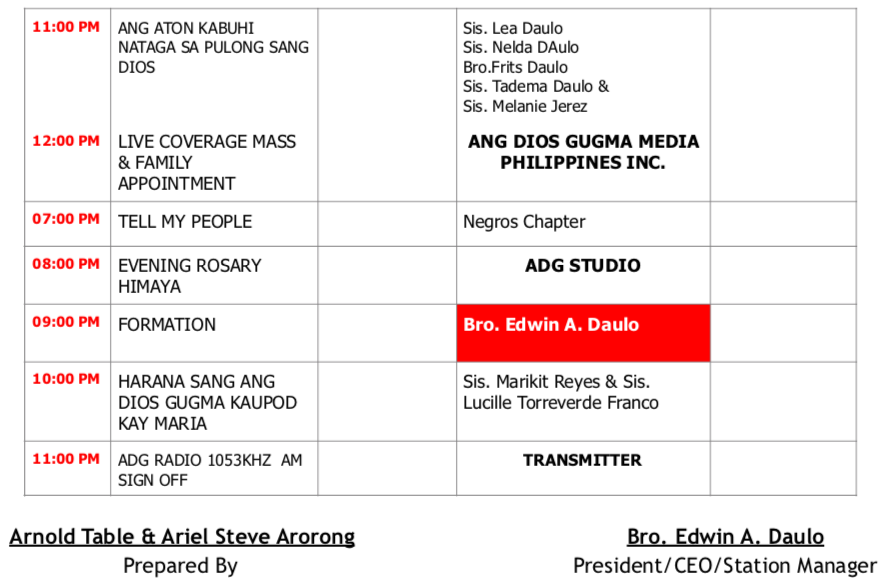 11:00 PM ANG ATON KABUHI Sis. Lea Daulo
NATAGA SA PULONG SANG Sis. Nelda DAulo
DIOS Bro.Frits Daulo
Sis. Tadema Daulo &
Sis. Melanie Jerez
12:00 PM LIVE COVERAGE MASS ANG DIOS GUGMA MEDIA
& FAMILY PHILIPPINES INC.
APPOINTMENT
07:00 PM TELL MY PEOPLE Negros Chapter
08:00 PM EVENING ROSARY ADG STUDIO
HIMAYA
09:00 PM FORMATION Bro. Edwin A. Daulo
10:00 PM HARANA SANG ANG Sis. Marikit Reyes & Sis.
DIOS GUGMA KAUPOD Lucille Torreverde Franco
KAY MARIA
11:00 PM ADG RADIO 1053KHZ AM TRANSMITTER
SIGN OFF
Arnold Table & Ariel Steve Arorong Bro. Edwin A. Daulo
Prepared By President/CEO/Station Manager